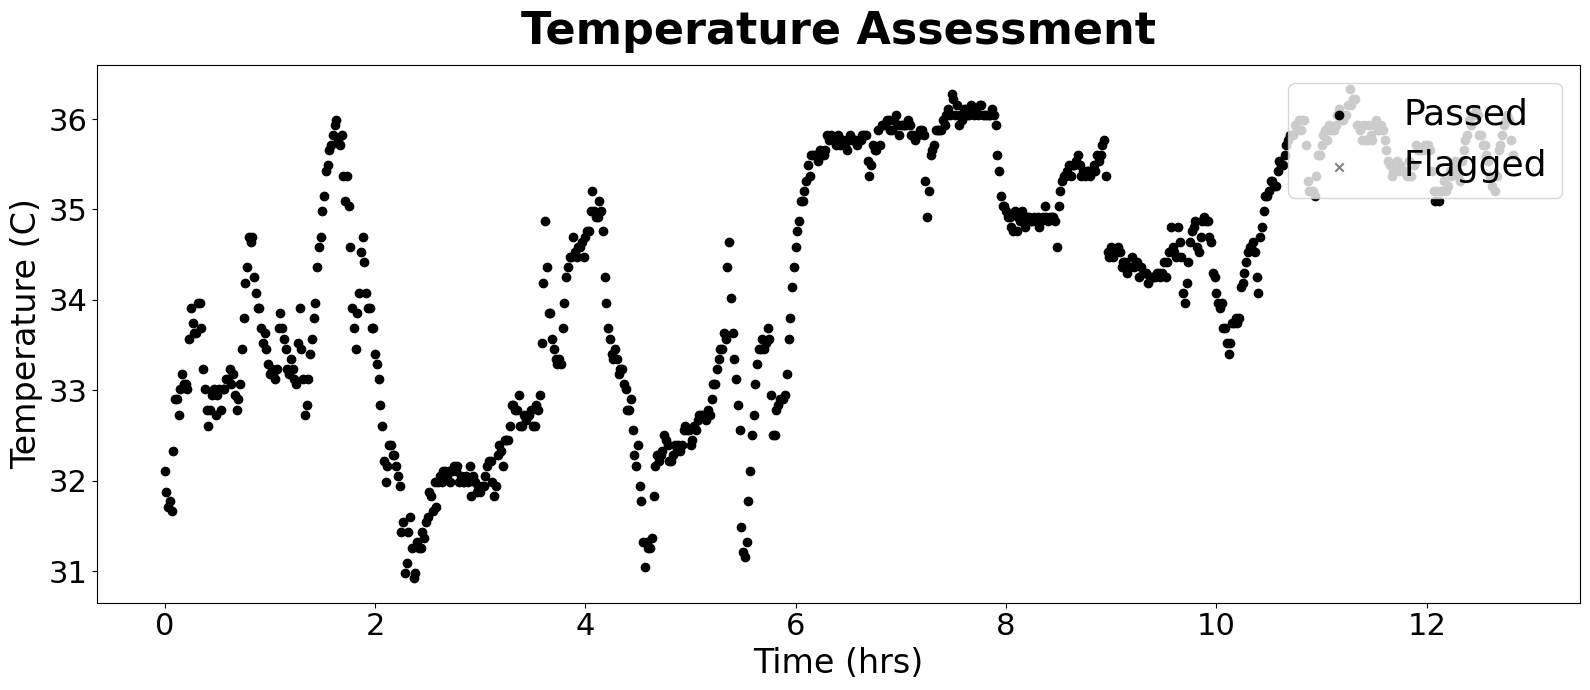 Temperature Assessment
Passed
Flagged
Temperature (C)
36
35
34
33
32
31
0 2 4 6 8 10 12
Time (hrs)